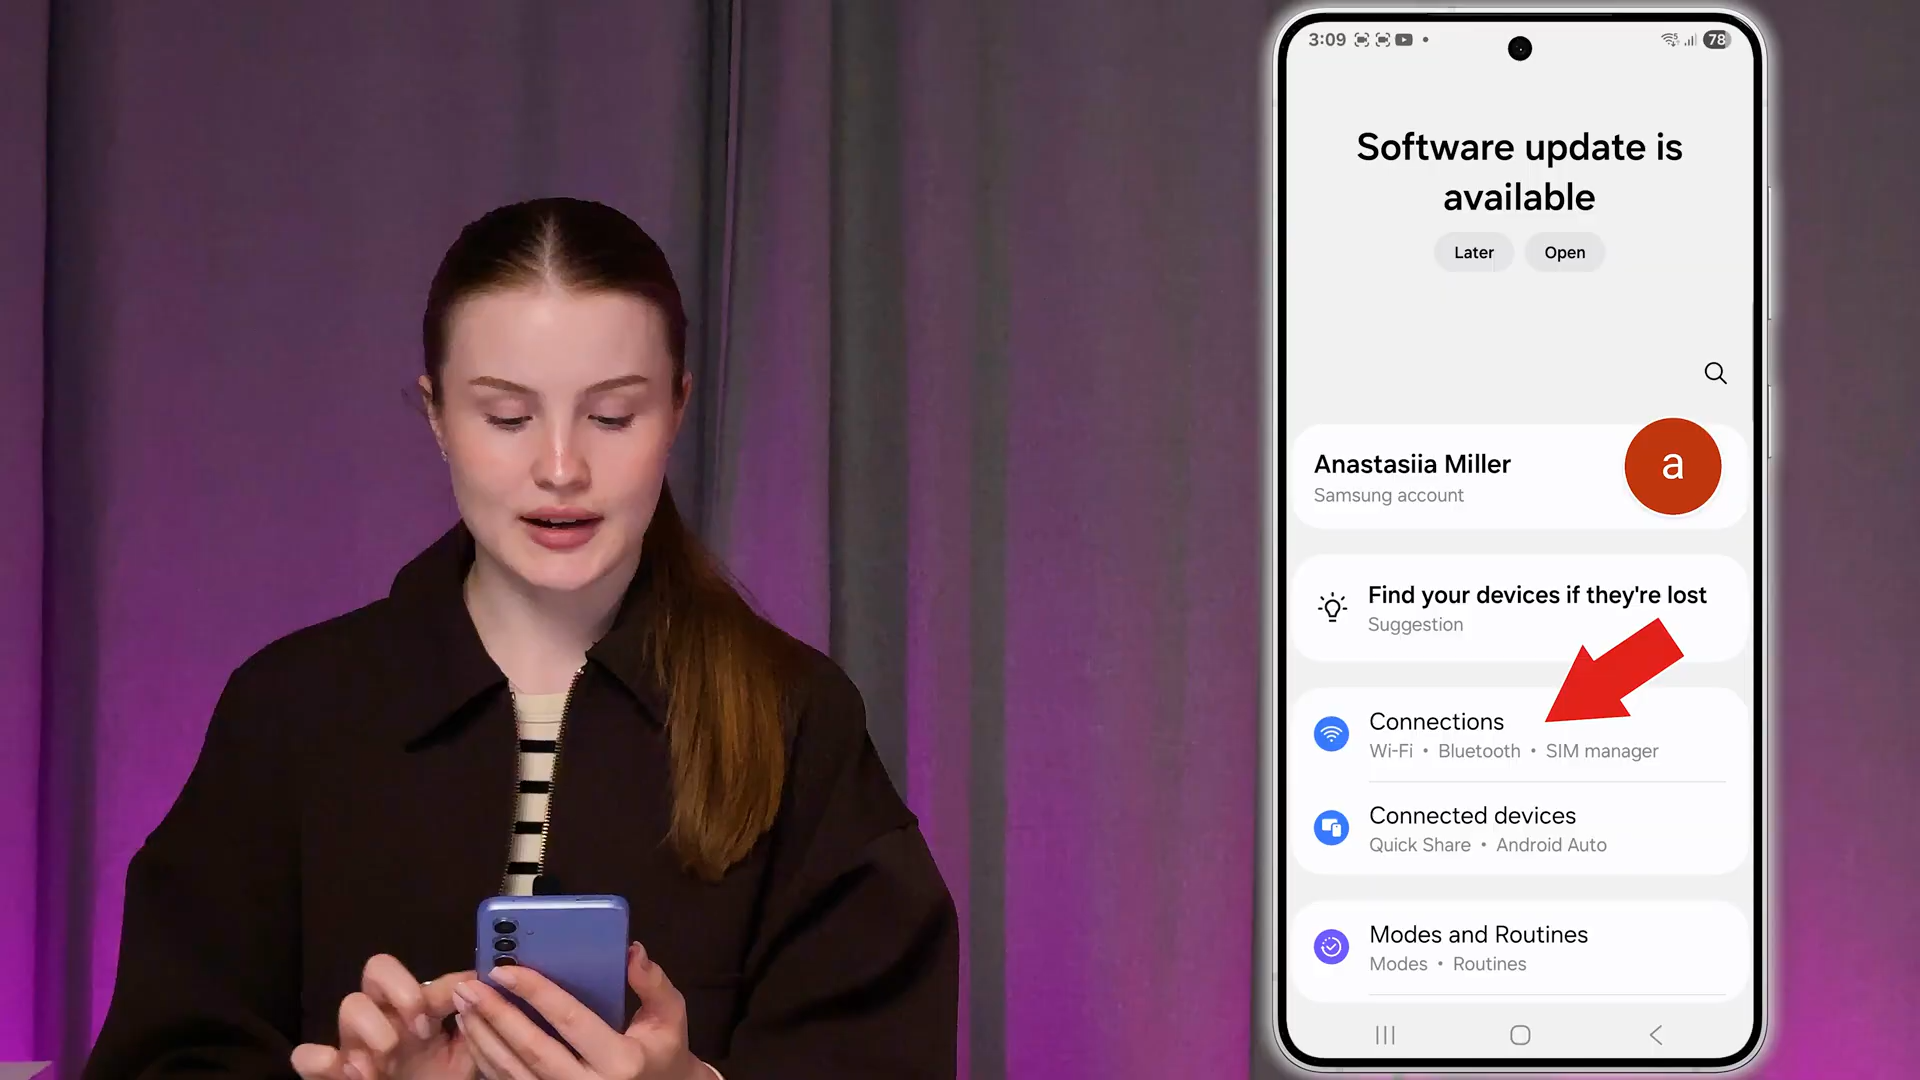 3:09
78
Software update is
available
Later
Open
Anastasiia Miller
Samsung account
a
Find your devices if they're lost
Suggestion
Connections
Wi-Fi • Bluetooth • SIM manager
Connected devices
Quick Share • Android Auto
Modes and Routines
Modes • Routines